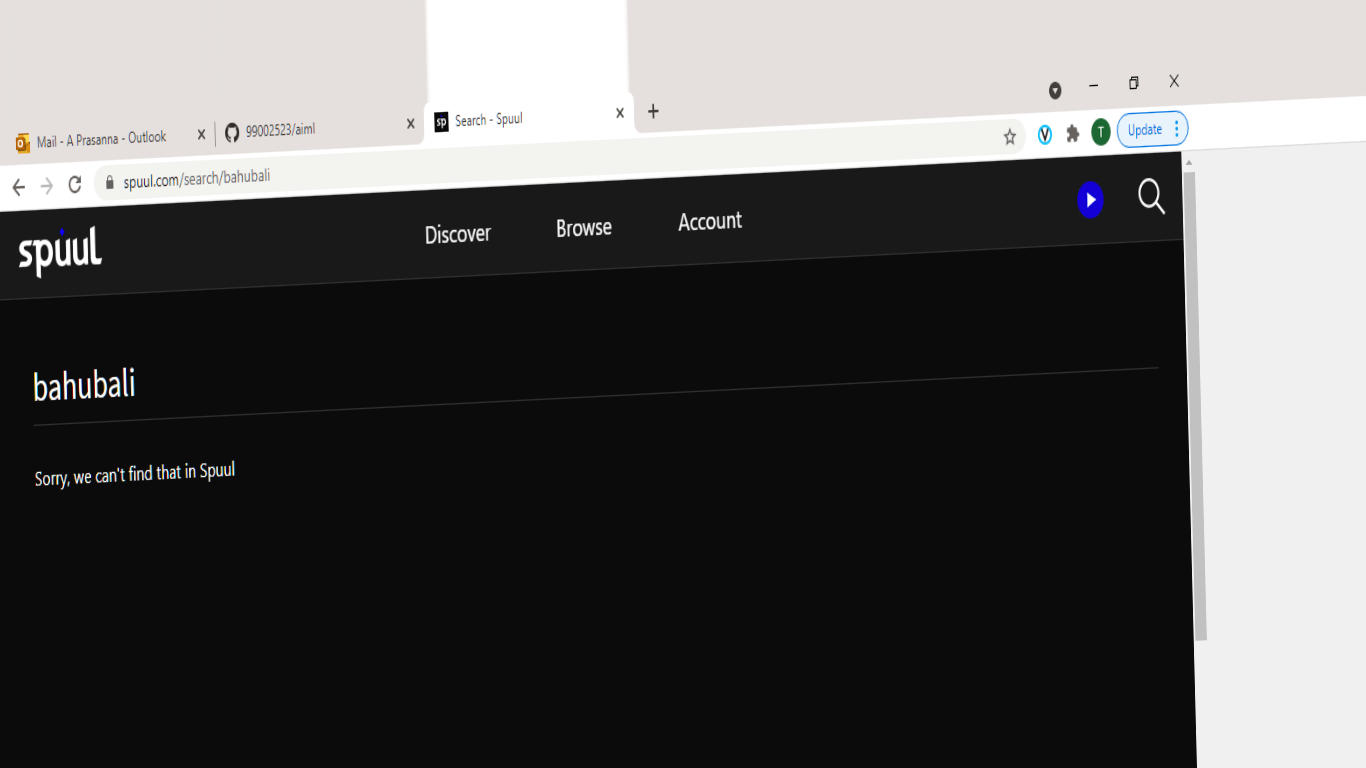 Mail - A Prasanna - Outlook
99002523/aiml
Search - Spuul
spuul.com/search/bahubali
T
Update
spuul
Discover
Browse
Account
bahubali
Sorry, we can't find that in Spuul